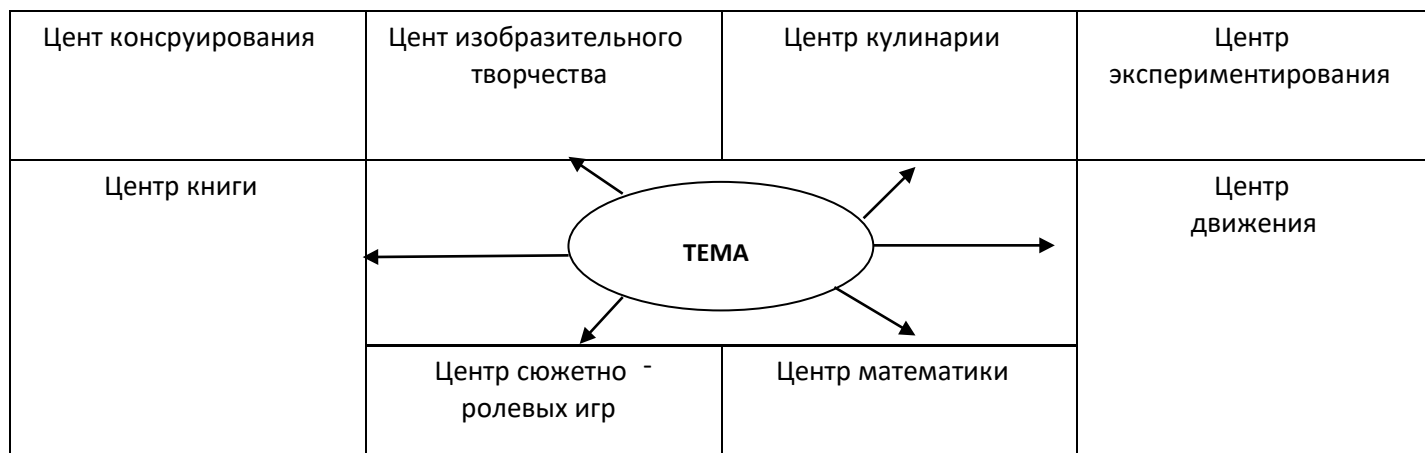 Цент консруирования
Цент изобразительного
творчества
Центр кулинарии
Центр
экспериментирования
Центр книги
ТЕМА
Центр
движения
Центр сюжетно -
ролевых игр
Центр математики